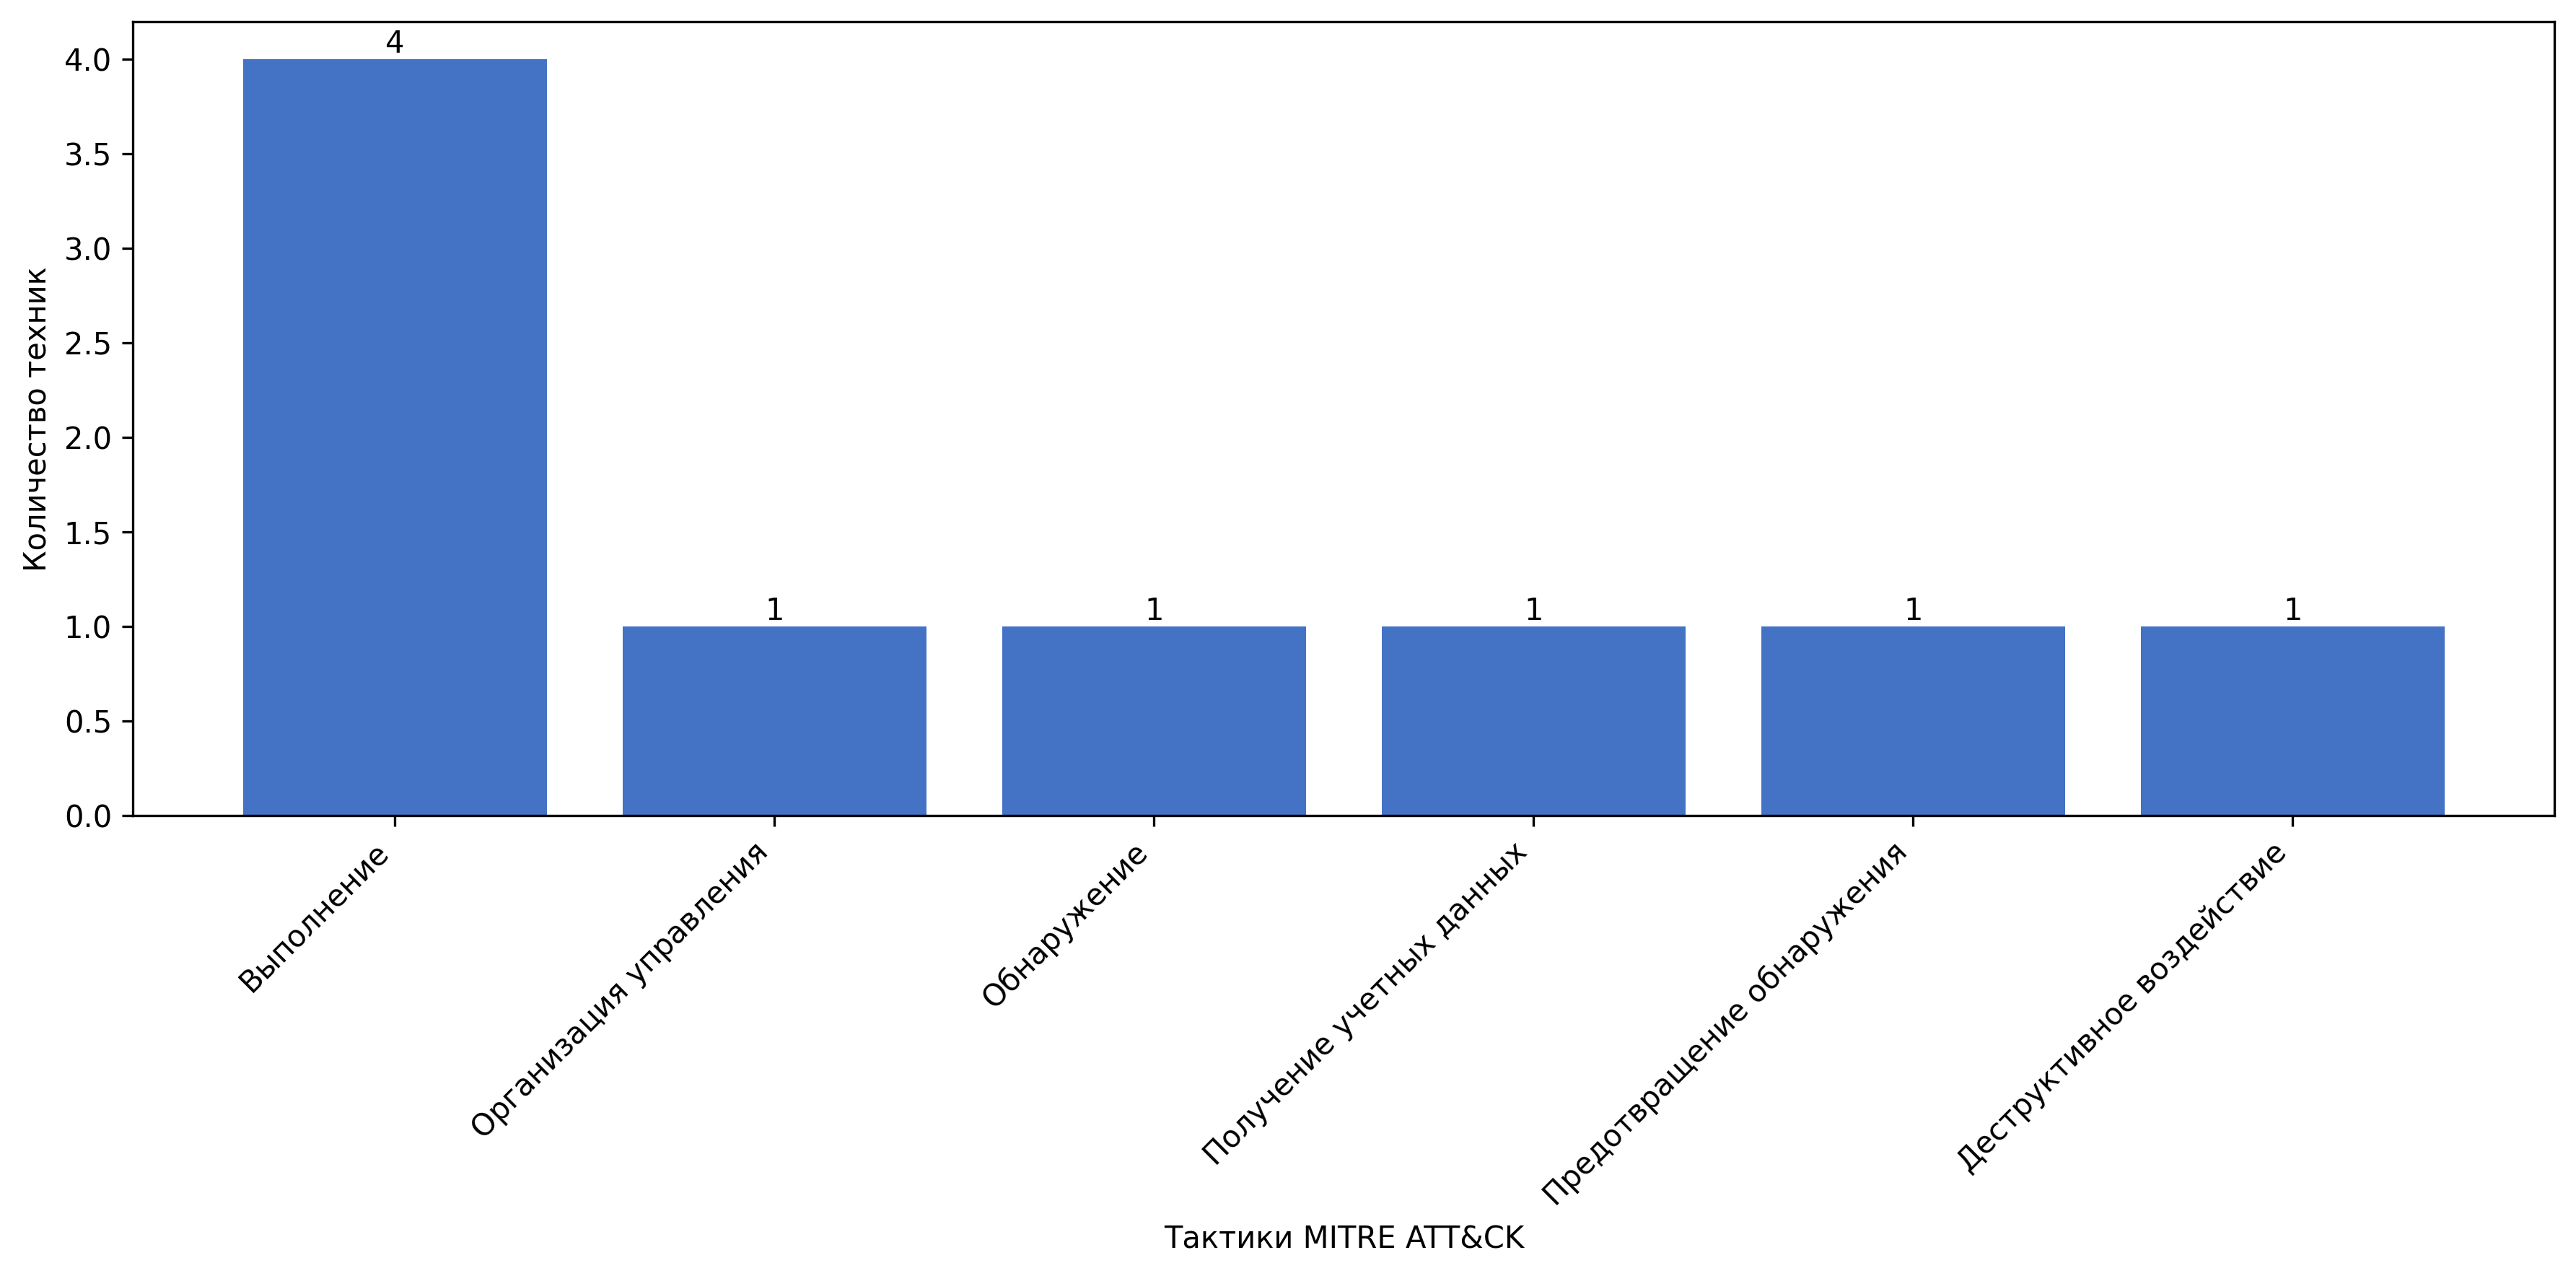 Количество техник
4.0
3.5
3.0
2.5
2.0
1.5
1.0
0.5
0.0
4
1
1
1
1
1
Выполнение
Организация управления
Обнаружение
Получение учетных данных
Предотвращение обнаружения
Деструктивное воздействие
Тактики MITRE ATT&CK